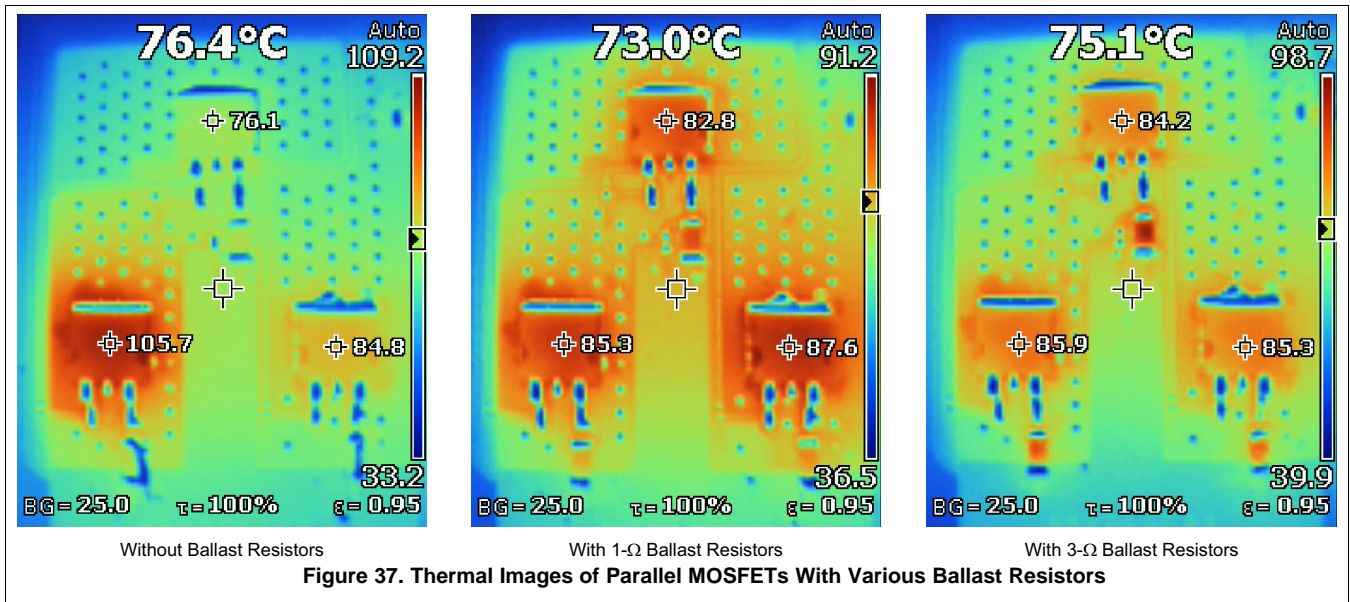 76.4°C
Auto
109.2
76.1
105.7
84.8
33.2
BG = 25.0 τ = 100% ε = 0.95
73.0°C
Auto
91.2
82.8
85.3
87.6
36.5
BG = 25.0 τ = 100% ε = 0.95
75.1°C
Auto
98.7
84.2
85.9
85.3
39.9
BG = 25.0 τ = 100% ε = 0.95
Without Ballast Resistors
With 1-Ω Ballast Resistors
With 3-Ω Ballast Resistors
Figure 37. Thermal Images of Parallel MOSFETs With Various Ballast Resistors